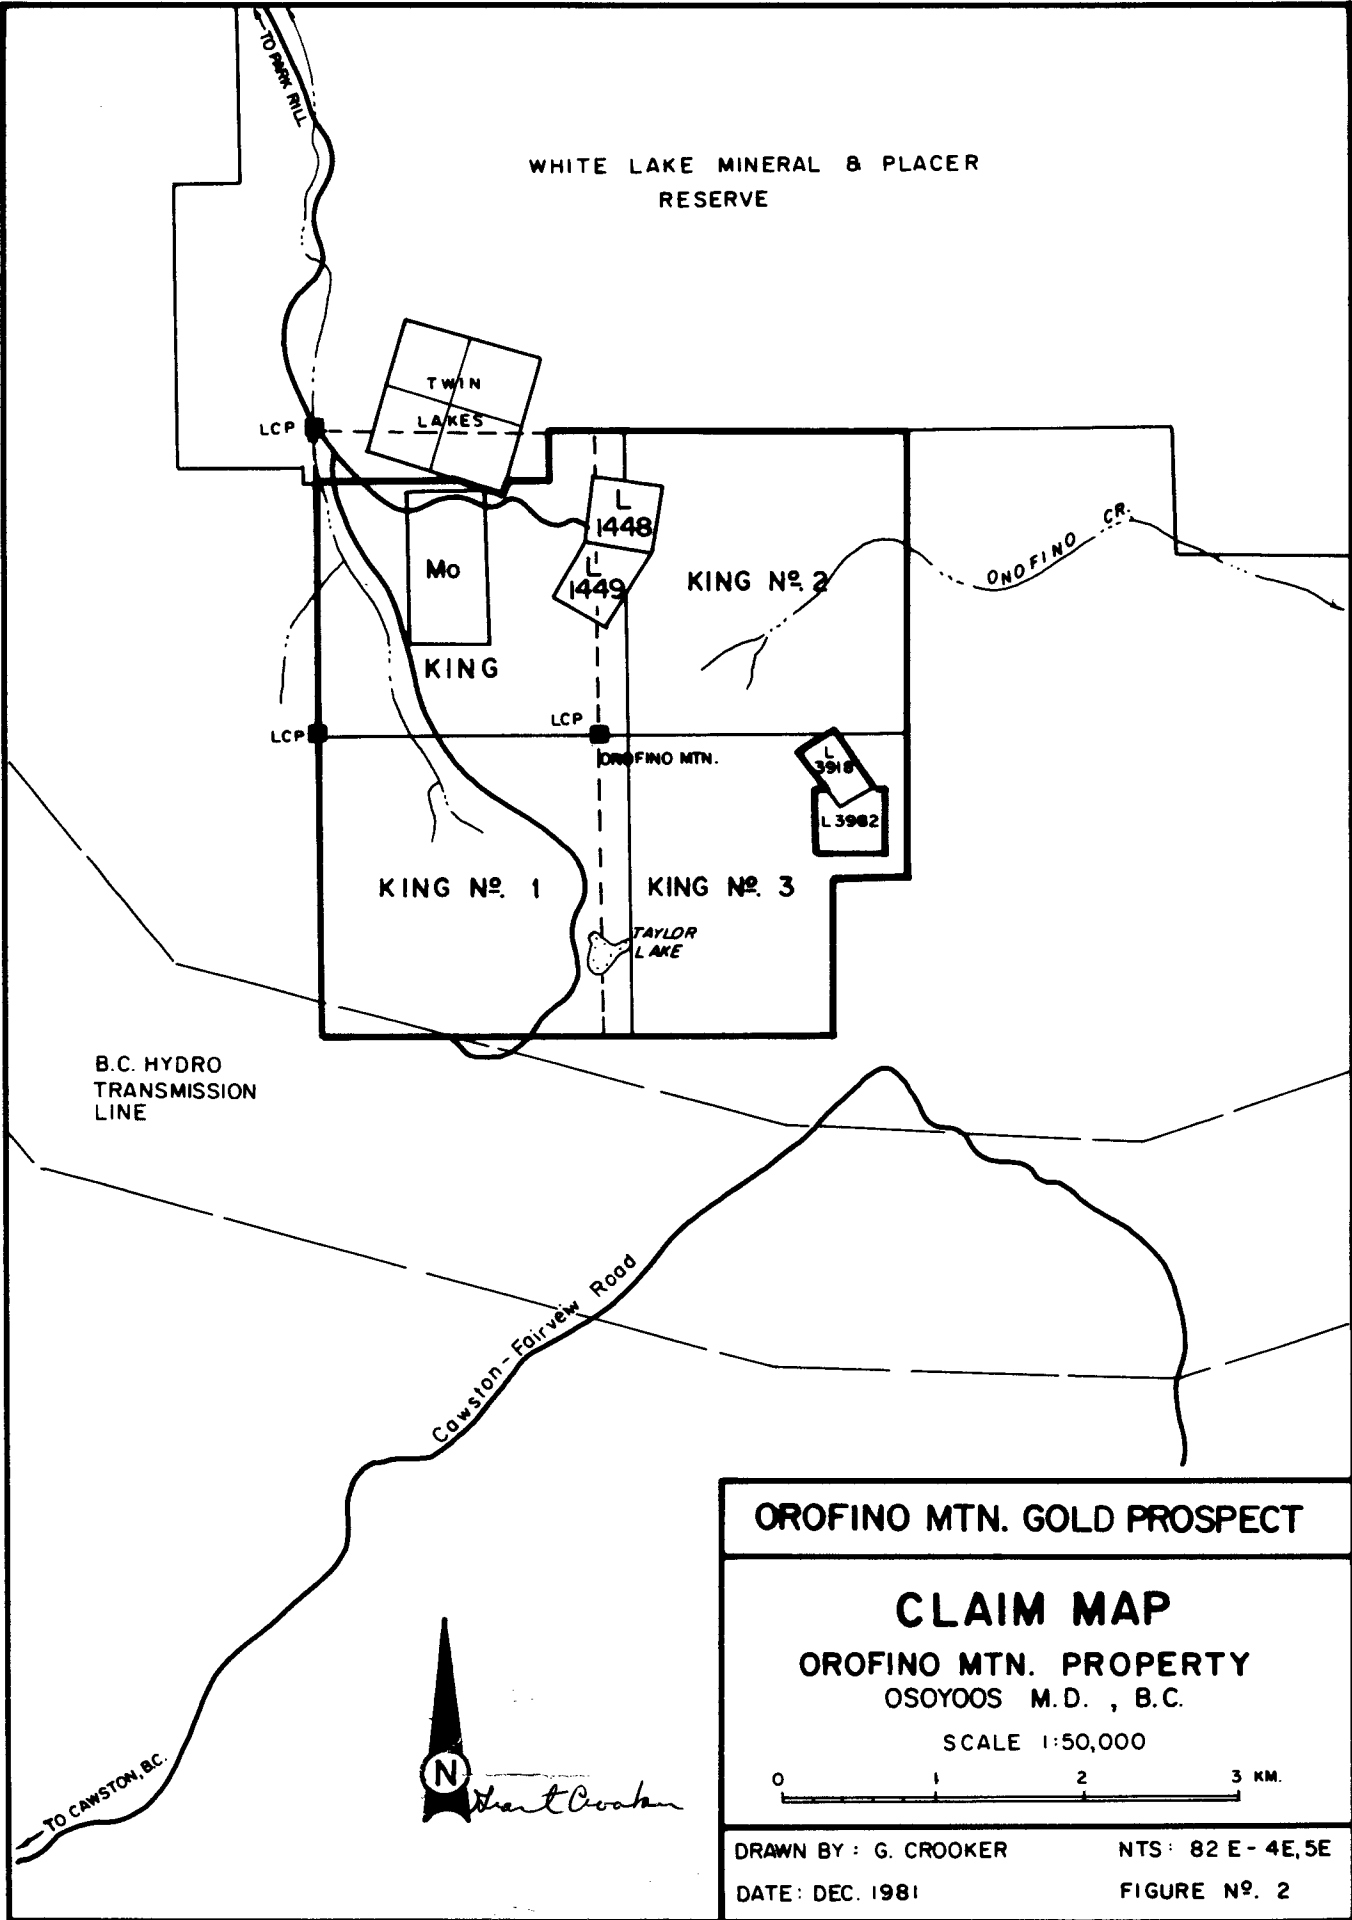 TO PARK RILL
WHITE LAKE MINERAL & PLACER
RESERVE
TWIN
LAKES
LCP
L
1448
L
1449
Mo
KING Nº. 2
ONOFINO CR.
KING
LCP
LCP
OROFINO MTN.
L
3918
L 3982
KING Nº. 1
KING Nº. 3
TAYLOR
LAKE
B.C. HYDRO
TRANSMISSION
LINE
Cawston-Fairveiw Road
TO CAWSTON, B.C.
N
Grant Crooker
OROFINO MTN. GOLD PROSPECT
CLAIM MAP
OROFINO MTN. PROPERTY
OSOYOOS M.D. , B.C.
SCALE 1:50,000
0 1 2 3 KM.
DRAWN BY : G. CROOKER
NTS: 82 E - 4E, 5E
DATE: DEC. 1981
FIGURE Nº. 2